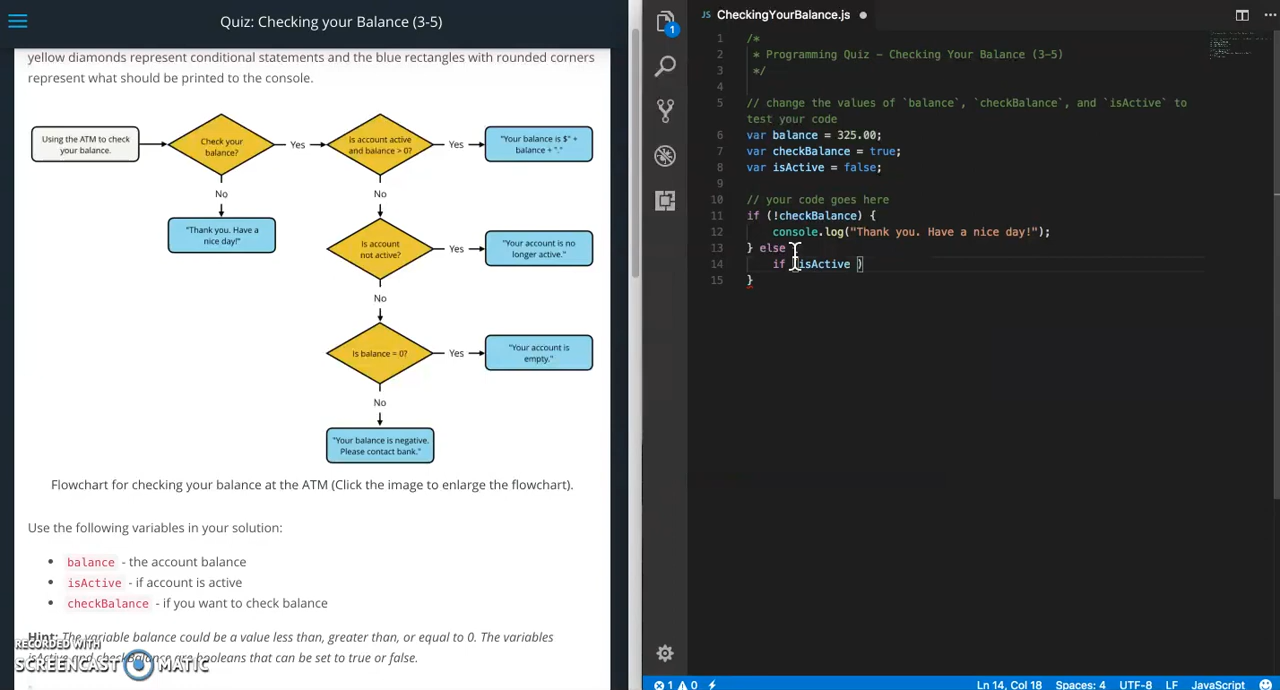 Quiz: Checking your Balance (3-5)
yellow diamonds represent conditional statements and the blue rectangles with rounded corners
represent what should be printed to the console.
Using the ATM to check
your balance.
Check your
balance?
Yes
Is account active
and balance > 0?
Yes
"Your balance is $" +
balance + "."
No
No
"Thank you. Have a
nice day!"
Is account
not active?
Yes
"Your account is no
longer active."
No
Is balance = 0?
Yes
"Your account is
empty."
No
"Your balance is negative.
Please contact bank."
Flowchart for checking your balance at the ATM (Click the image to enlarge the flowchart).
Use the following variables in your solution:
• balance - the account balance
• isActive - if account is active
• checkBalance - if you want to check balance
Hint: The variable balance could be a value less than, greater than, or equal to 0. The variables
isActive and checkBalance are booleans that can be set to true or false.
RECORDED WITH
SCREENCAST MATIC
1
JS CheckingYourBalance.js
1 /*
2 * Programming Quiz - Checking Your Balance (3-5)
3 */
4
5 // change the values of `balance`, `checkBalance`, and `isActive` to
test your code
6 var balance = 325.00;
7 var checkBalance = true;
8 var isActive = false;
9
10 // your code goes here
11 if (!checkBalance) {
12 console.log("Thank you. Have a nice day!");
13 } else
14 if (isActive )
15 }
1 0
Ln 14, Col 18 Spaces: 4 UTF-8 LF JavaScript